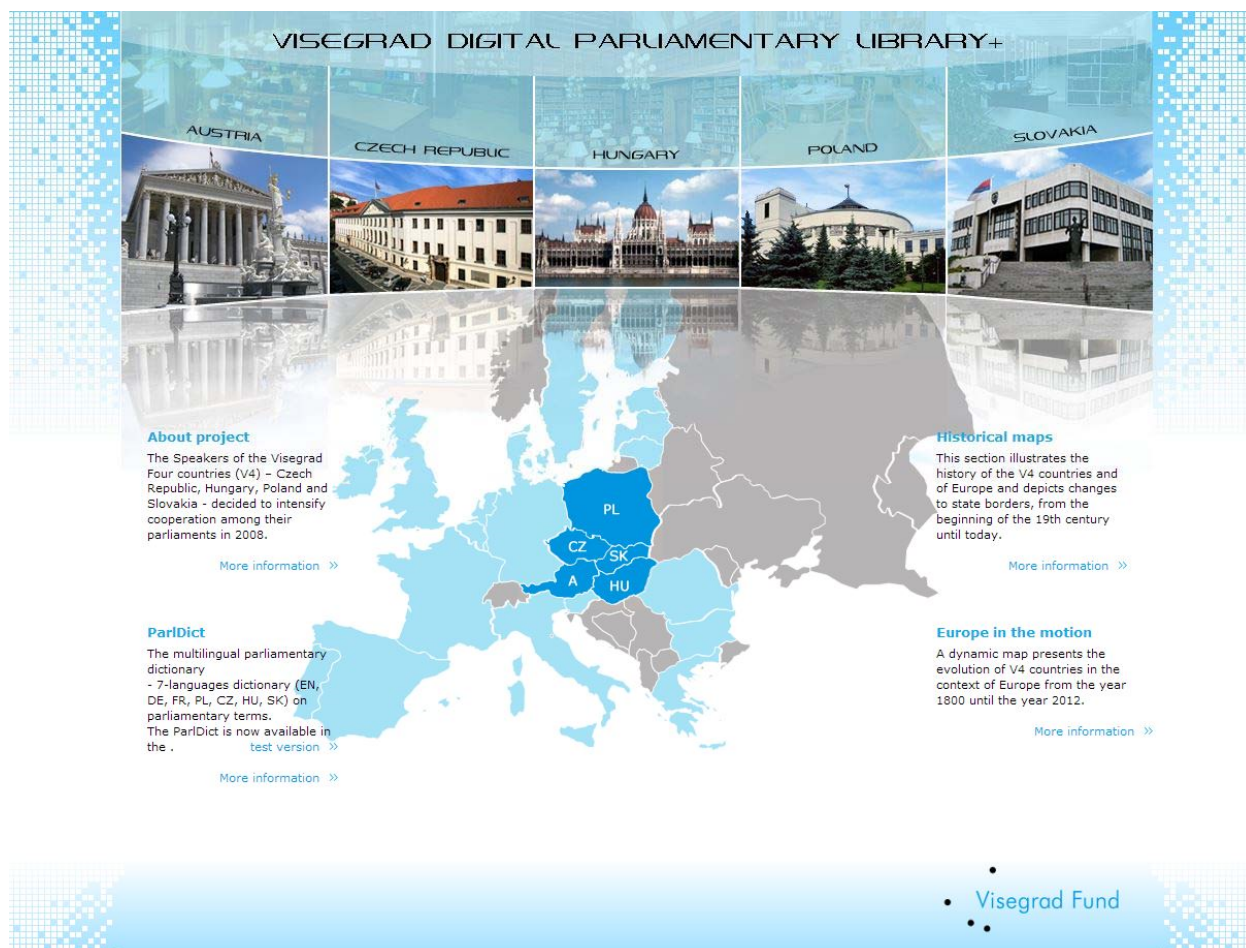 VISEGRAD DIGITAL PARLIAMENTARY LIBRARY+
AUSTRIA
CZECH REPUBLIC
HUNGARY
POLAND
SLOVAKIA
About project
The Speakers of the Visegrad
Four countries (V4) – Czech
Republic, Hungary, Poland and
Slovakia - decided to intensify
cooperation among their
parliaments in 2008.
More information »
Historical maps
This section illustrates the
history of the V4 countries and
of Europe and depicts changes
to state borders, from the
beginning of the 19th century
until today.
More information »
PL
CZ
SK
A
HU
ParlDict
The multilingual parliamentary
dictionary
- 7-languages dictionary (EN,
DE, FR, PL, CZ, HU, SK) on
parliamentary terms.
The ParlDict is now available in
the . test version »
More information »
Europe in the motion
A dynamic map presents the
evolution of V4 countries in the
context of Europe from the year
1800 until the year 2012.
More information »
Visegrad Fund